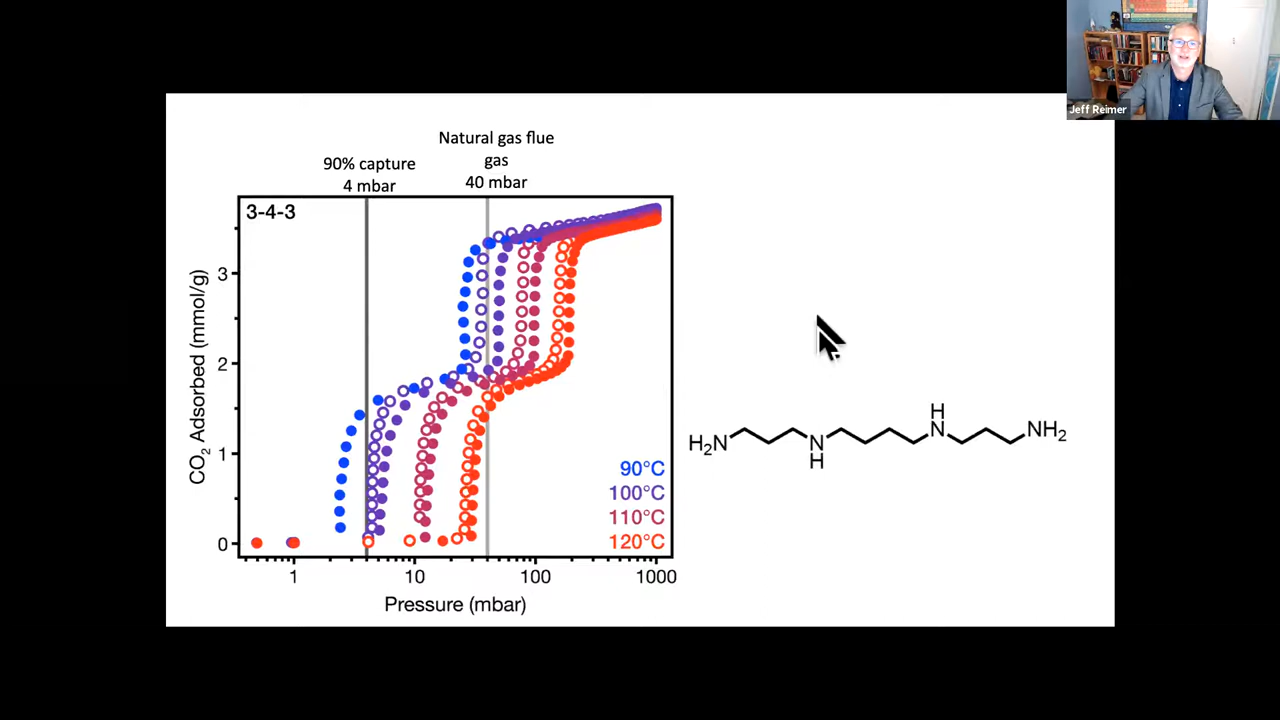 Jeff Reimer
Natural gas flue
gas
40 mbar
90% capture
4 mbar
3-4-3
CO2 Adsorbed (mmol/g)
3
2
1
0
90°C
100°C
110°C
120°C
1 10 100 1000
Pressure (mbar)
H
H2N N NH2
N
H